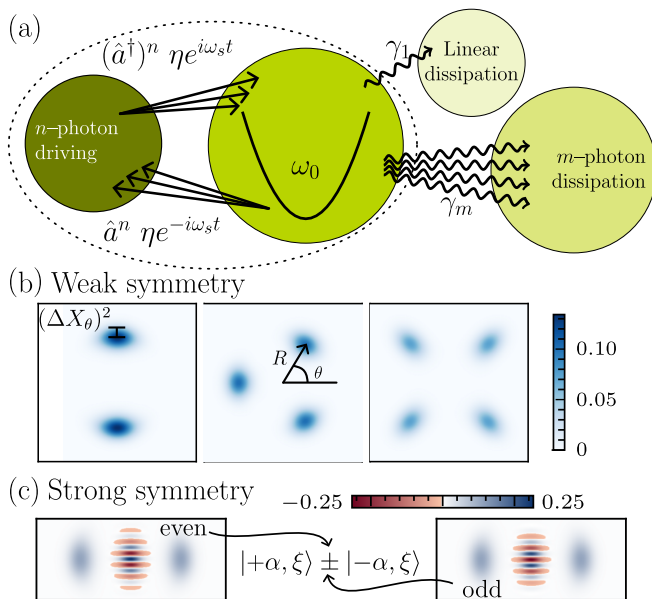 (a)
(â†)ⁿ ηe^{iω_s t}
γ₁
Linear
dissipation
n–photon
driving
ω₀
m–photon
dissipation
γₘ
âⁿ ηe^{−iω_s t}
(b) Weak symmetry
(ΔX_θ)²
R
θ
0.10
0.05
0
(c) Strong symmetry
−0.25
0.25
even
|+α, ξ⟩ ± |−α, ξ⟩
odd